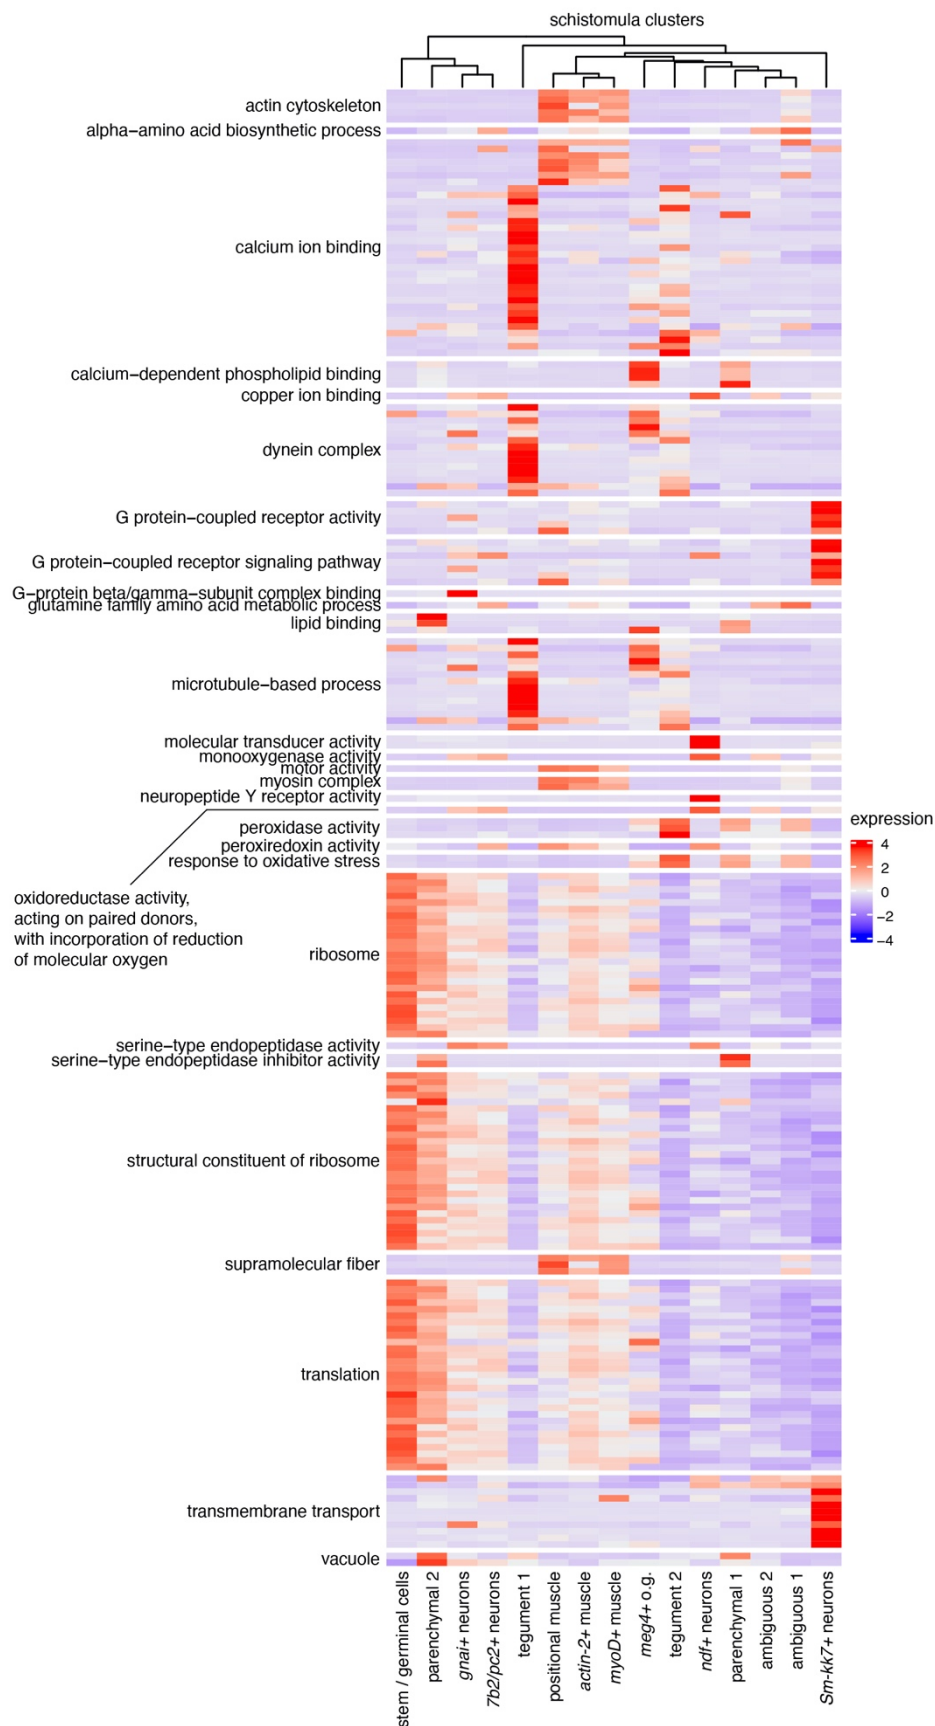 schistomula clusters
actin cytoskeleton
alpha−amino acid biosynthetic process
calcium ion binding
calcium−dependent phospholipid binding
copper ion binding
dynein complex
G protein−coupled receptor activity
G protein−coupled receptor signaling pathway
G−protein beta/gamma−subunit complex binding
glutamine family amino acid metabolic process
lipid binding
microtubule−based process
molecular transducer activity
monooxygenase activity
motor activity
myosin complex
neuropeptide Y receptor activity
peroxidase activity
peroxiredoxin activity
response to oxidative stress
oxidoreductase activity,
acting on paired donors,
with incorporation of reduction
of molecular oxygen
ribosome
serine−type endopeptidase activity
serine−type endopeptidase inhibitor activity
structural constituent of ribosome
supramolecular fiber
translation
transmembrane transport
vacuole
expression
4
2
0
−2
−4
stem / germinal cells
parenchymal 2
gnai+ neurons
7b2/pc2+ neurons
tegument 1
positional muscle
actin-2+ muscle
myoD+ muscle
meg4+ o.g.
tegument 2
ndf+ neurons
parenchymal 1
ambiguous 2
ambiguous 1
Sm-kk7+ neurons